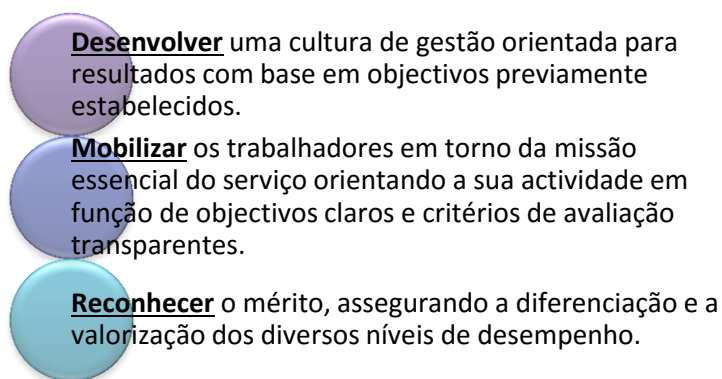 Desenvolver uma cultura de gestão orientada para
resultados com base em objectivos previamente
estabelecidos.
Mobilizar os trabalhadores em torno da missão
essencial do serviço orientando a sua actividade em
função de objectivos claros e critérios de avaliação
transparentes.
Reconhecer o mérito, assegurando a diferenciação e a
valorização dos diversos níveis de desempenho.